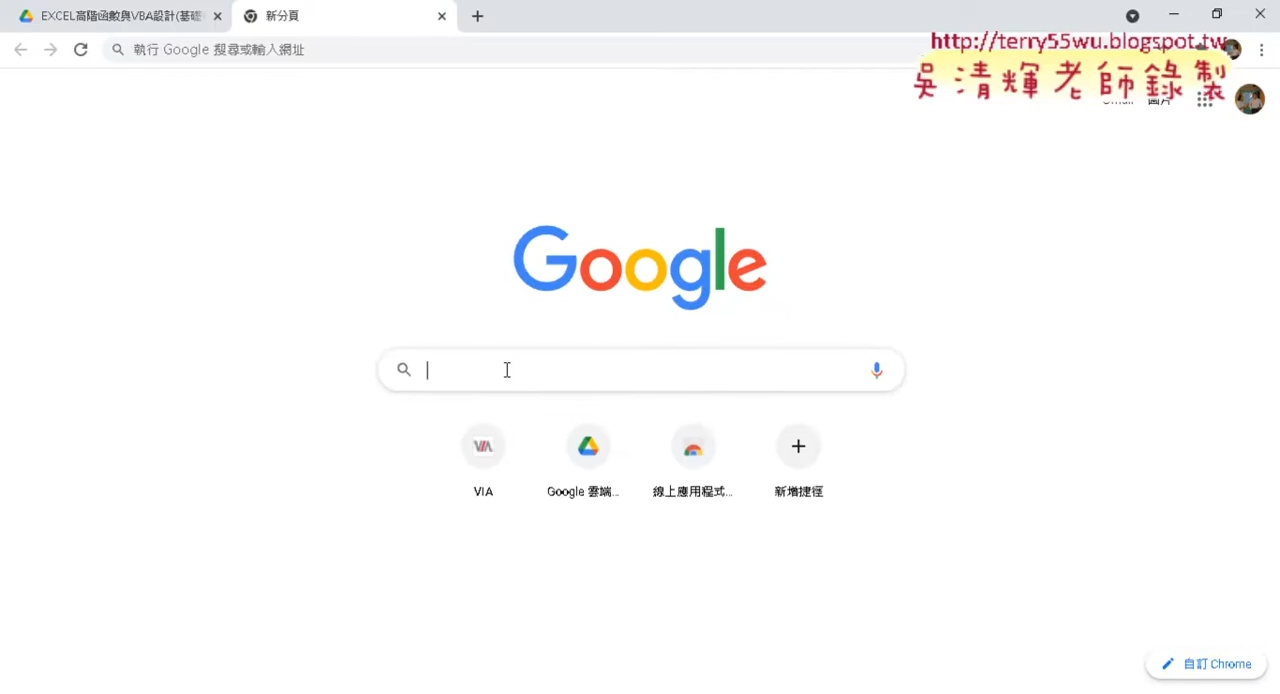 EXCEL高階函數與VBA設計(基礎
新分頁
執行 Google 搜尋或輸入網址
http://terry55wu.blogspot.tw
吳清輝老師錄製
圖片
Google
VIA
VIA
Google 雲端...
線上應用程式...
新增捷徑
自訂 Chrome